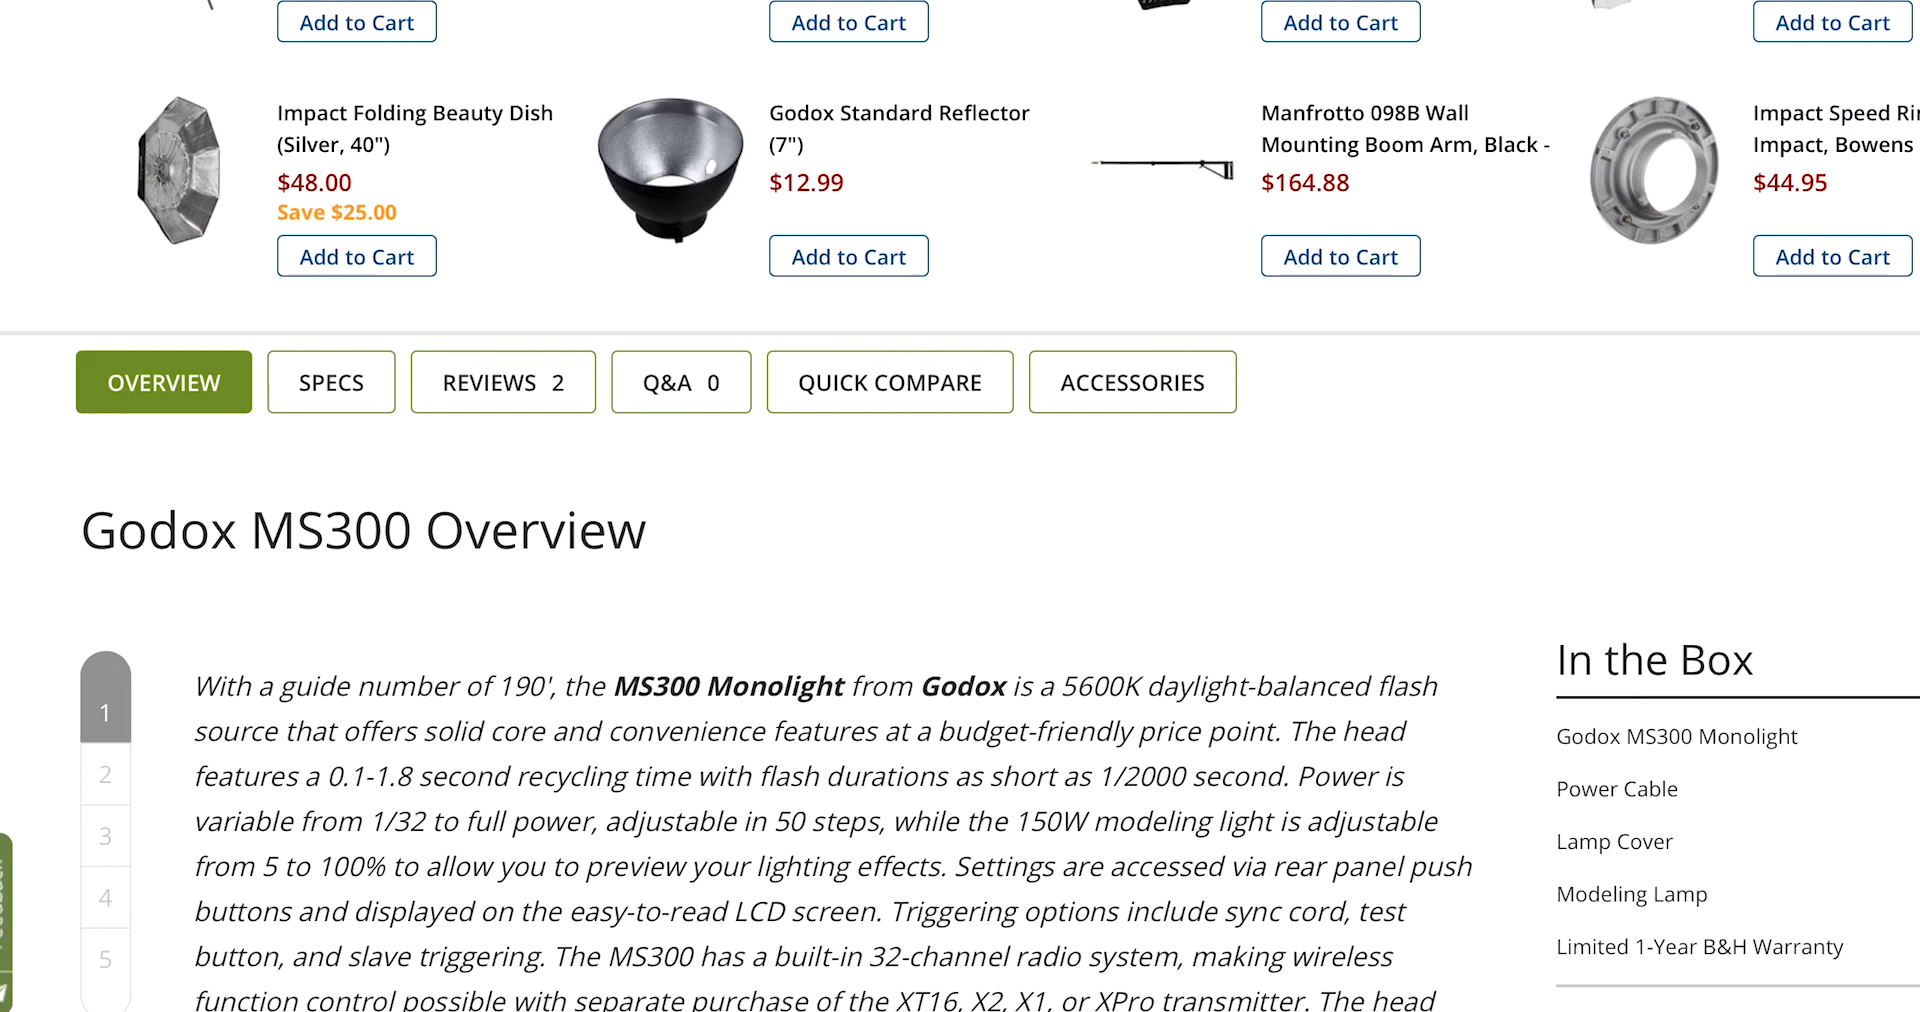 Add to Cart
Add to Cart
Add to Cart
Add to Cart
Impact Folding Beauty Dish
(Silver, 40")
$48.00
Save $25.00
Add to Cart
Godox Standard Reflector
(7")
$12.99
Add to Cart
Manfrotto 098B Wall
Mounting Boom Arm, Black -
$164.88
Add to Cart
Impact Speed
Impact, Bowens
$44.95
Add to Cart
OVERVIEW
SPECS
REVIEWS 2
Q&A 0
QUICK COMPARE
ACCESSORIES
Godox MS300 Overview
1
2
3
4
5
With a guide number of 190', the MS300 Monolight from Godox is a 5600K daylight-balanced flash
source that offers solid core and convenience features at a budget-friendly price point. The head
features a 0.1-1.8 second recycling time with flash durations as short as 1/2000 second. Power is
variable from 1/32 to full power, adjustable in 50 steps, while the 150W modeling light is adjustable
from 5 to 100% to allow you to preview your lighting effects. Settings are accessed via rear panel push
buttons and displayed on the easy-to-read LCD screen. Triggering options include sync cord, test
button, and slave triggering. The MS300 has a built-in 32-channel radio system, making wireless
function control possible with separate purchase of the XT16, X2, X1, or XPro transmitter. The head
In the Box
Godox MS300 Monolight
Power Cable
Lamp Cover
Modeling Lamp
Limited 1-Year B&H Warranty